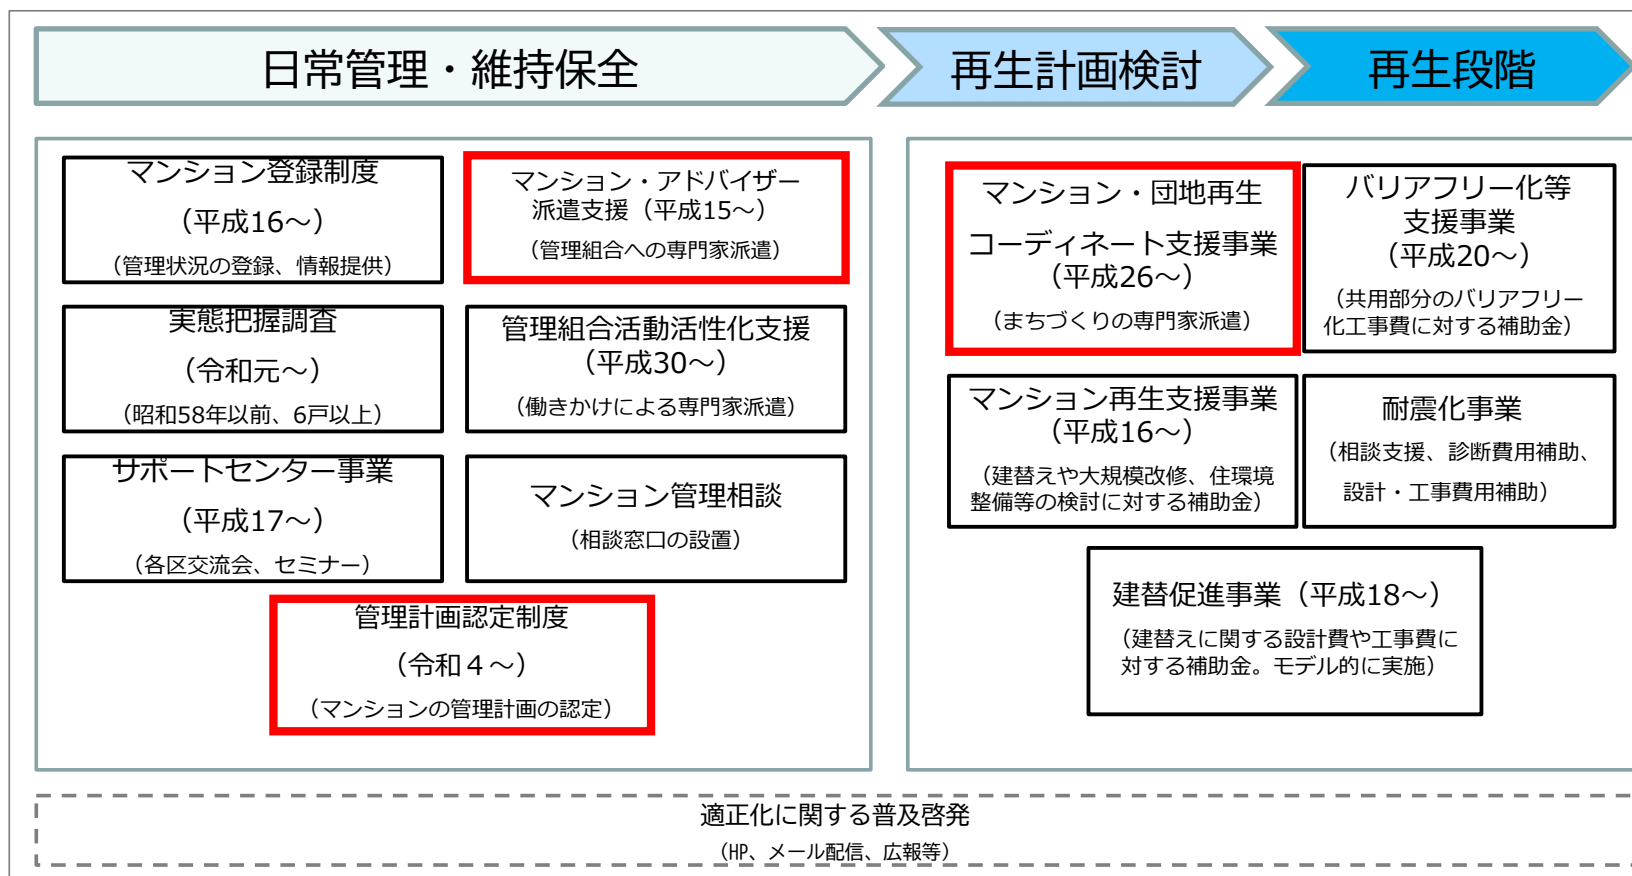 日常管理・維持保全
再生計画検討
再生段階
マンション登録制度
（平成16～）
（管理状況の登録、情報提供）
マンション・アドバイザー
派遣支援（平成15～）
（管理組合への専門家派遣）
実態把握調査
（令和元～）
（昭和58年以前、6戸以上）
管理組合活動活性化支援
（平成30～）
（働きかけによる専門家派遣）
サポートセンター事業
（平成17～）
（各区交流会、セミナー）
マンション管理相談
（相談窓口の設置）
管理計画認定制度
（令和４～）
（マンションの管理計画の認定）
マンション・団地再生
コーディネート支援事業
（平成26～）
（まちづくりの専門家派遣）
バリアフリー化等
支援事業
（平成20～）
（共用部分のバリアフリー
化工事費に対する補助金）
マンション再生支援事業
（平成16～）
（建替えや大規模改修、住環境
整備等の検討に対する補助金）
耐震化事業
（相談支援、診断費用補助、
設計・工事費用補助）
建替促進事業（平成18～）
（建替えに関する設計費や工事費に
対する補助金。モデル的に実施）
適正化に関する普及啓発
（HP、メール配信、広報等）